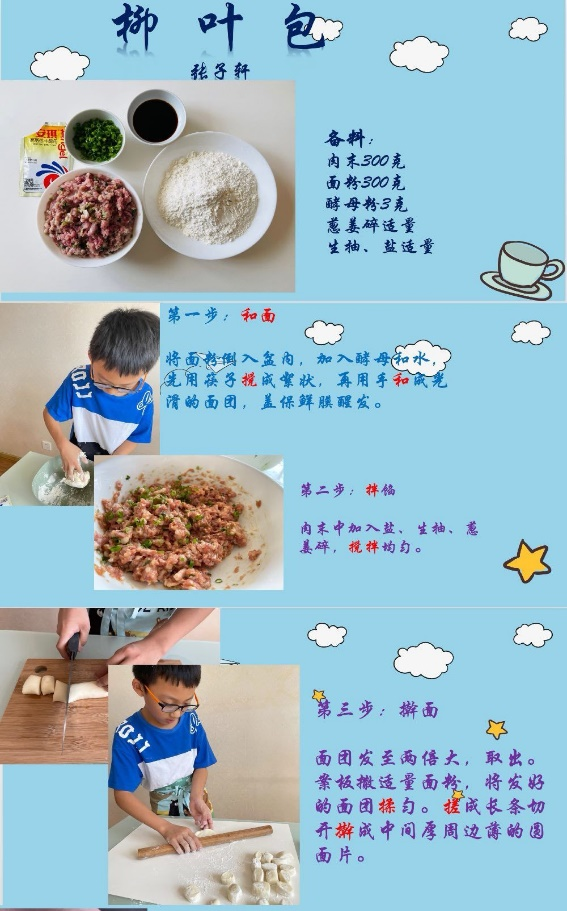 柳叶包
张子轩
备料：
肉末300克
面粉300克
酵母粉3克
葱姜碎适量
生抽、盐适量
第一步：和面
将面粉倒入盆内，加入酵母和水，
先用筷子搅成絮状，再用手和成光
滑的面团，盖保鲜膜醒发。
第二步：拌馅
肉末中加入盐、生抽、葱
姜碎，搅拌均匀。
第三步：擀面
面团发至两倍大，取出。
案板撒适量面粉，将发好
的面团揉匀。搓成长条切
开擀成中间厚周边薄的圆
面片。